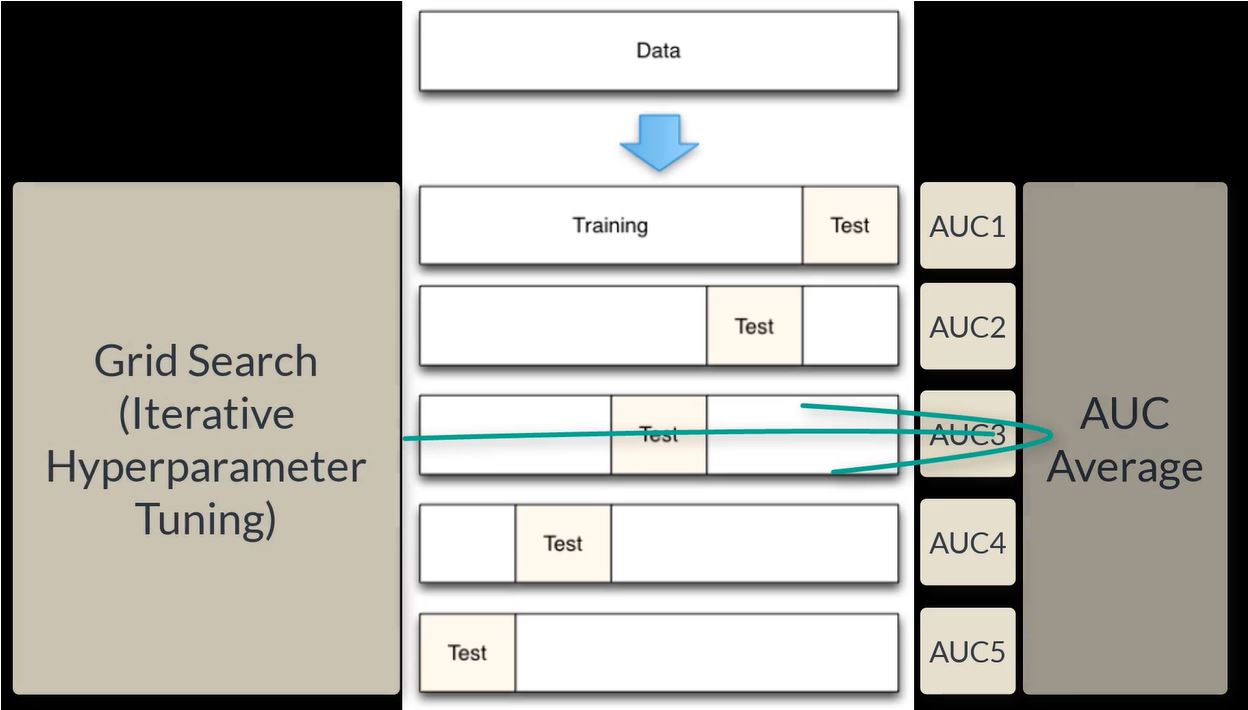 Data
Training
Test
AUC1
Test
AUC2
Grid Search
(Iterative
Hyperparameter
Tuning)
Test
AUC3
AUC
Average
Test
AUC4
Test
AUC5